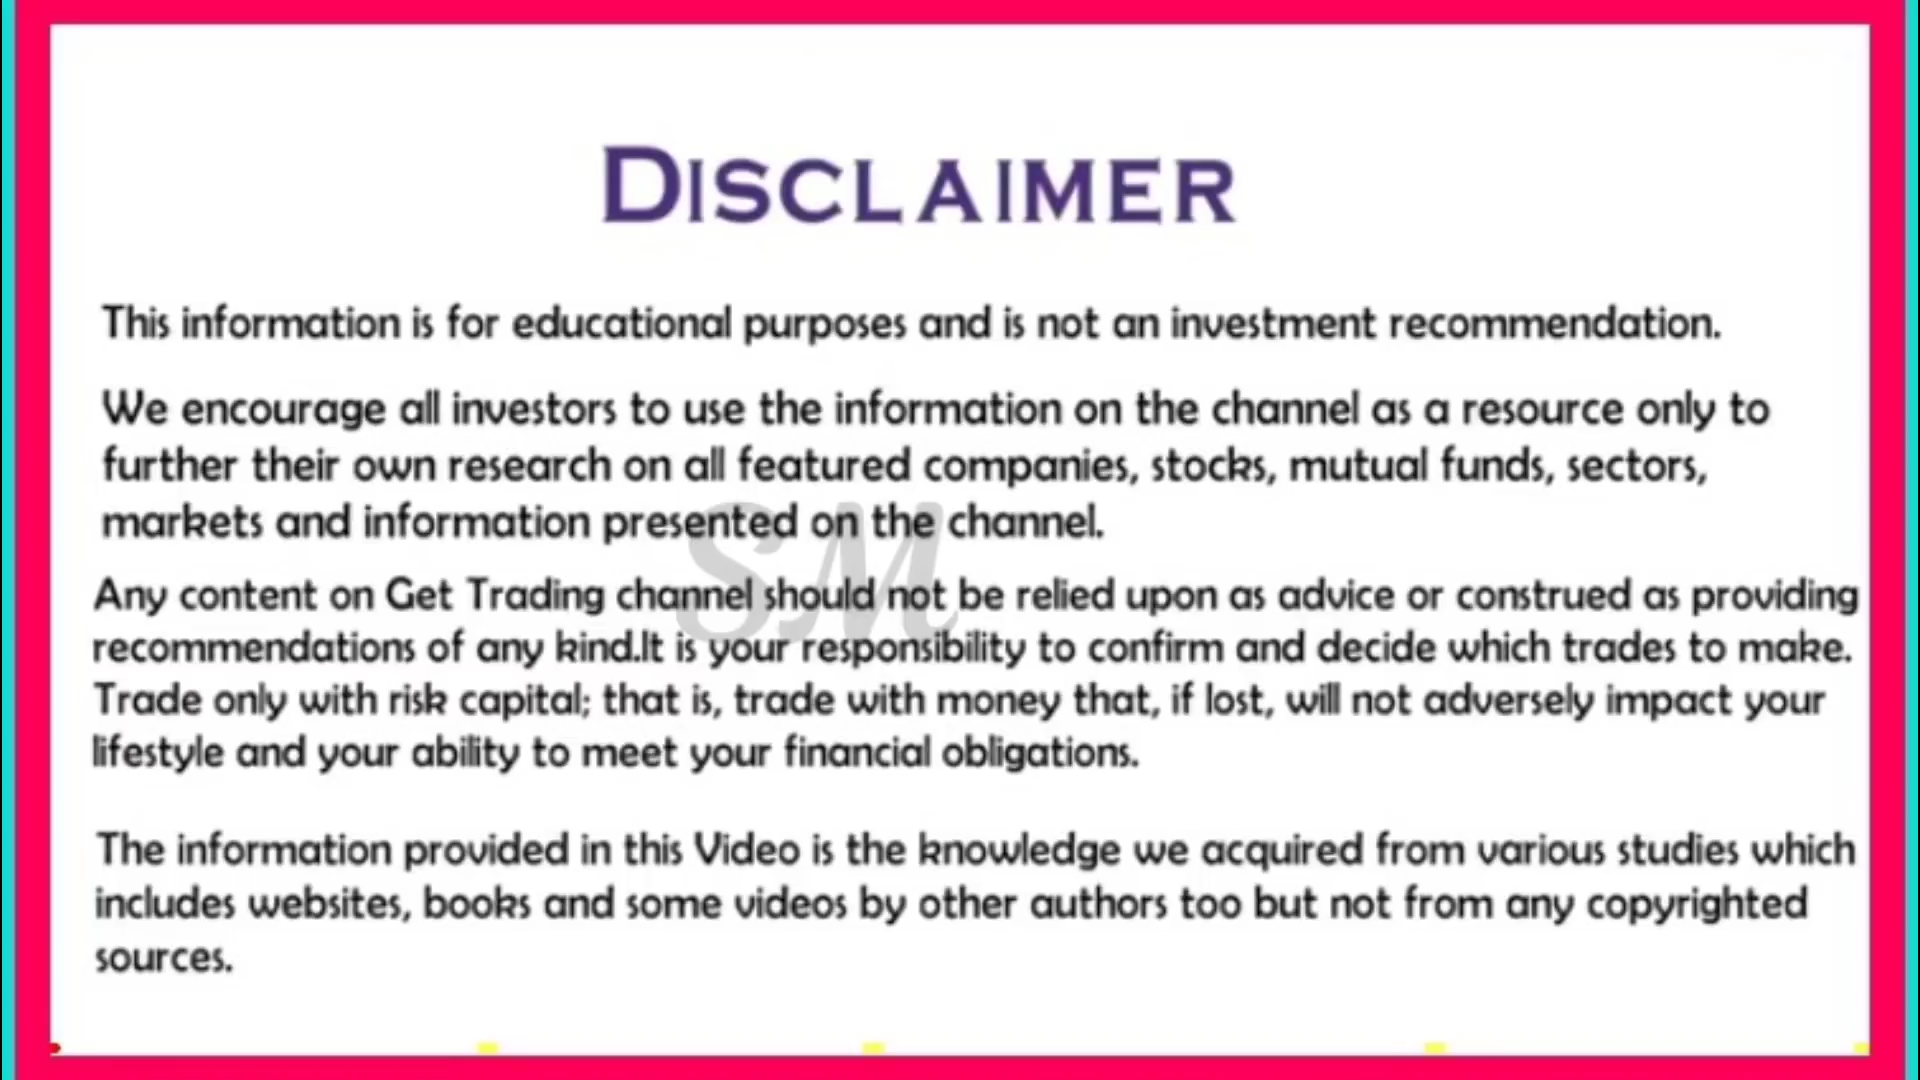 DISCLAIMER
This information is for educational purposes and is not an investment recommendation.
We encourage all investors to use the information on the channel as a resource only to
further their own research on all featured companies, stocks, mutual funds, sectors,
markets and information presented on the channel.
SM
Any content on Get Trading channel should not be relied upon as advice or construed as providing
recommendations of any kind.It is your responsibility to confirm and decide which trades to make.
Trade only with risk capital; that is, trade with money that, if lost, will not adversely impact your
lifestyle and your ability to meet your financial obligations.
The information provided in this Video is the knowledge we acquired from various studies which
includes websites, books and some videos by other authors too but not from any copyrighted
sources.